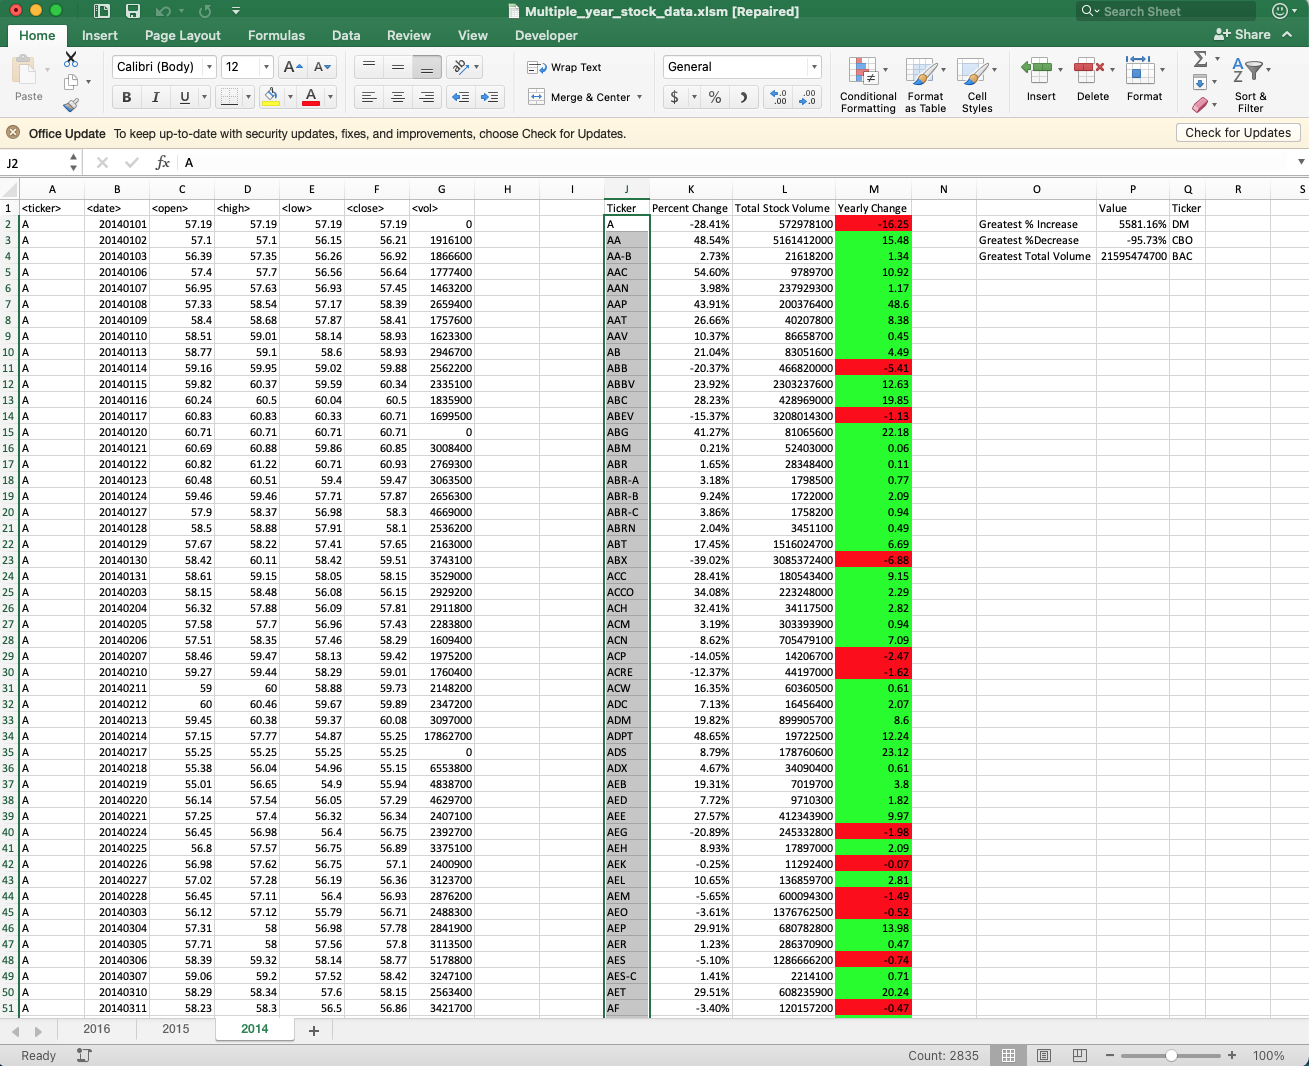 Multiple_year_stock_data.xlsm [Repaired]
Search Sheet
Home Insert Page Layout Formulas Data Review View Developer
Share
Paste
Calibri (Body) 12 A A
B I U A
Wrap Text
Merge & Center
General
$ % .00 .0
Conditional Formatting
Format as Table
Cell Styles
Insert Delete Format
Sort & Filter
Office Update To keep up-to-date with security updates, fixes, and improvements, choose Check for Updates.
Check for Updates
J2 fx A
A B C D E F G H I J K L M N O P Q R S
1 <ticker> <date> <open> <high> <low> <close> <vol> Ticker Percent Change Total Stock Volume Yearly Change Value Ticker
2 A 20140101 57.19 57.19 57.19 57.19 0 A -28.41% 572978100 -16.25 Greatest % Increase 5581.16% DM
3 A 20140102 57.1 57.1 56.15 56.21 1916100 AA 48.54% 5161412000 15.48 Greatest %Decrease -95.73% CBO
4 A 20140103 56.39 57.35 56.26 56.92 1866600 AA-B 2.73% 21618200 1.34 Greatest Total Volume 21595474700 BAC
5 A 20140106 57.4 57.7 56.56 56.64 1777400 AAC 54.60% 9789700 10.92
6 A 20140107 56.95 57.63 56.93 57.45 1463200 AAN 3.98% 237929300 1.17
7 A 20140108 57.33 58.54 57.17 58.39 2659400 AAP 43.91% 200376400 48.6
8 A 20140109 58.4 58.68 57.87 58.41 1757600 AAT 26.66% 40207800 8.38
9 A 20140110 58.51 59.01 58.14 58.93 1623300 AAV 10.37% 86658700 0.45
10 A 20140113 58.77 59.1 58.6 58.93 2946700 AB 21.04% 83051600 4.49
11 A 20140114 59.16 59.95 59.02 59.88 2562200 ABB -20.37% 466820000 -5.41
12 A 20140115 59.82 60.37 59.59 60.34 2335100 ABBV 23.92% 2303237600 12.63
13 A 20140116 60.24 60.5 60.04 60.5 1835900 ABC 28.23% 428969000 19.85
14 A 20140117 60.83 60.83 60.33 60.71 1699500 ABEV -15.37% 3208014300 -1.13
15 A 20140120 60.71 60.71 60.71 60.71 0 ABG 41.27% 81065600 22.18
16 A 20140121 60.69 60.88 59.86 60.85 3008400 ABM 0.21% 52403000 0.06
17 A 20140122 60.82 61.22 60.71 60.93 2769300 ABR 1.65% 28348400 0.11
18 A 20140123 60.48 60.51 59.4 59.47 3063500 ABR-A 3.18% 1798500 0.77
19 A 20140124 59.46 59.46 57.71 57.87 2656300 ABR-B 9.24% 1722000 2.09
20 A 20140127 57.9 58.37 56.98 58.3 4669000 ABR-C 3.86% 1758200 0.94
21 A 20140128 58.5 58.88 57.91 58.1 2536200 ABRN 2.04% 3451100 0.49
22 A 20140129 57.67 58.22 57.41 57.65 2163000 ABT 17.45% 1516024700 6.69
23 A 20140130 58.42 60.11 58.42 59.51 3743100 ABX -39.02% 3085372400 -6.88
24 A 20140131 58.61 59.15 58.05 58.15 3529000 ACC 28.41% 180543400 9.15
25 A 20140203 58.15 58.48 56.08 56.15 2929200 ACCO 34.08% 223248000 2.29
26 A 20140204 56.32 57.88 56.09 57.81 2911800 ACH 32.41% 34117500 2.82
27 A 20140205 57.58 57.7 56.96 57.43 2283800 ACM 3.19% 303393900 0.94
28 A 20140206 57.51 58.35 57.46 58.29 1609400 ACN 8.62% 705479100 7.09
29 A 20140207 58.46 59.47 58.13 59.42 1975200 ACP -14.05% 14206700 -2.47
30 A 20140210 59.27 59.44 58.29 59.01 1760400 ACRE -12.37% 44197000 -1.62
31 A 20140211 59 60 58.88 59.73 2148200 ACW 16.35% 60360500 0.61
32 A 20140212 60 60.46 59.67 59.89 2347200 ADC 7.13% 16456400 2.07
33 A 20140213 59.45 60.38 59.37 60.08 3097000 ADM 19.82% 899905700 8.6
34 A 20140214 57.15 57.77 54.87 55.25 17862700 ADPT 48.65% 19722500 12.24
35 A 20140217 55.25 55.25 55.25 55.25 0 ADS 8.79% 178760600 23.12
36 A 20140218 55.38 56.04 54.96 55.15 6553800 ADX 4.67% 34090400 0.61
37 A 20140219 55.01 56.65 54.9 55.94 4838700 AEB 19.31% 7019700 3.8
38 A 20140220 56.14 57.54 56.05 57.29 4629700 AED 7.72% 9710300 1.82
39 A 20140221 57.25 57.4 56.32 56.34 2407100 AEE 27.57% 412343900 9.97
40 A 20140224 56.45 56.98 56.4 56.75 2392700 AEG -20.89% 245332800 -1.98
41 A 20140225 56.8 57.57 56.75 56.89 3375100 AEH 8.93% 17897000 2.09
42 A 20140226 56.98 57.62 56.75 57.1 2400900 AEK -0.25% 11292400 -0.07
43 A 20140227 57.02 57.28 56.19 56.36 3123700 AEL 10.65% 136859700 2.81
44 A 20140228 56.45 57.11 56.4 56.93 2876200 AEM -5.65% 600094300 -1.49
45 A 20140303 56.12 57.12 55.79 56.71 2488300 AEO -3.61% 1376762500 -0.52
46 A 20140304 57.31 58 56.98 57.78 2841900 AEP 29.91% 680782800 13.98
47 A 20140305 57.71 58 57.56 57.8 3113500 AER 1.23% 286370900 0.47
48 A 20140306 58.39 59.32 58.14 58.77 5178800 AES -5.10% 1286666200 -0.74
49 A 20140307 59.06 59.2 57.52 58.42 3247100 AES-C 1.41% 2214100 0.71
50 A 20140310 58.29 58.34 57.6 58.15 2563400 AET 29.51% 608235900 20.24
51 A 20140311 58.23 58.3 56.5 56.86 3421700 AF -3.40% 120157200 -0.47
2016 2015 2014 +
Ready Count: 2835 100%